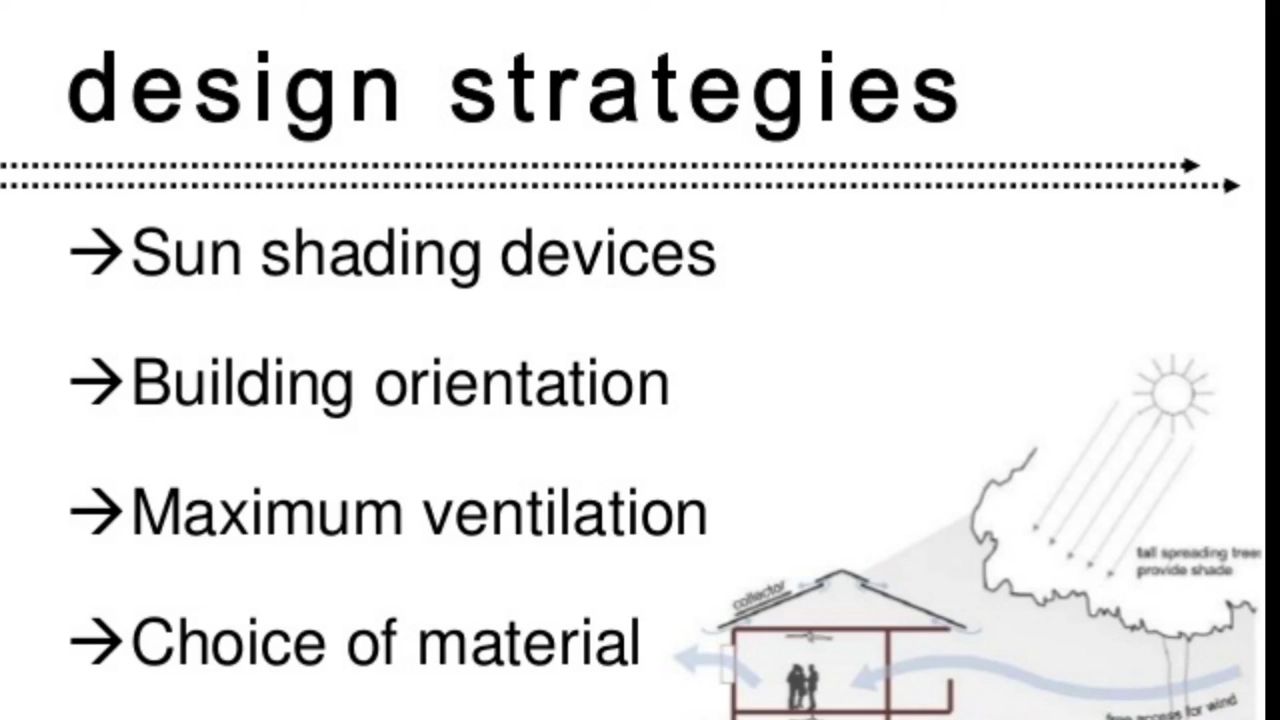 design strategies
→Sun shading devices
→Building orientation
→Maximum ventilation
→Choice of material
tall spreading trees
provide shade
collector
free access for wind